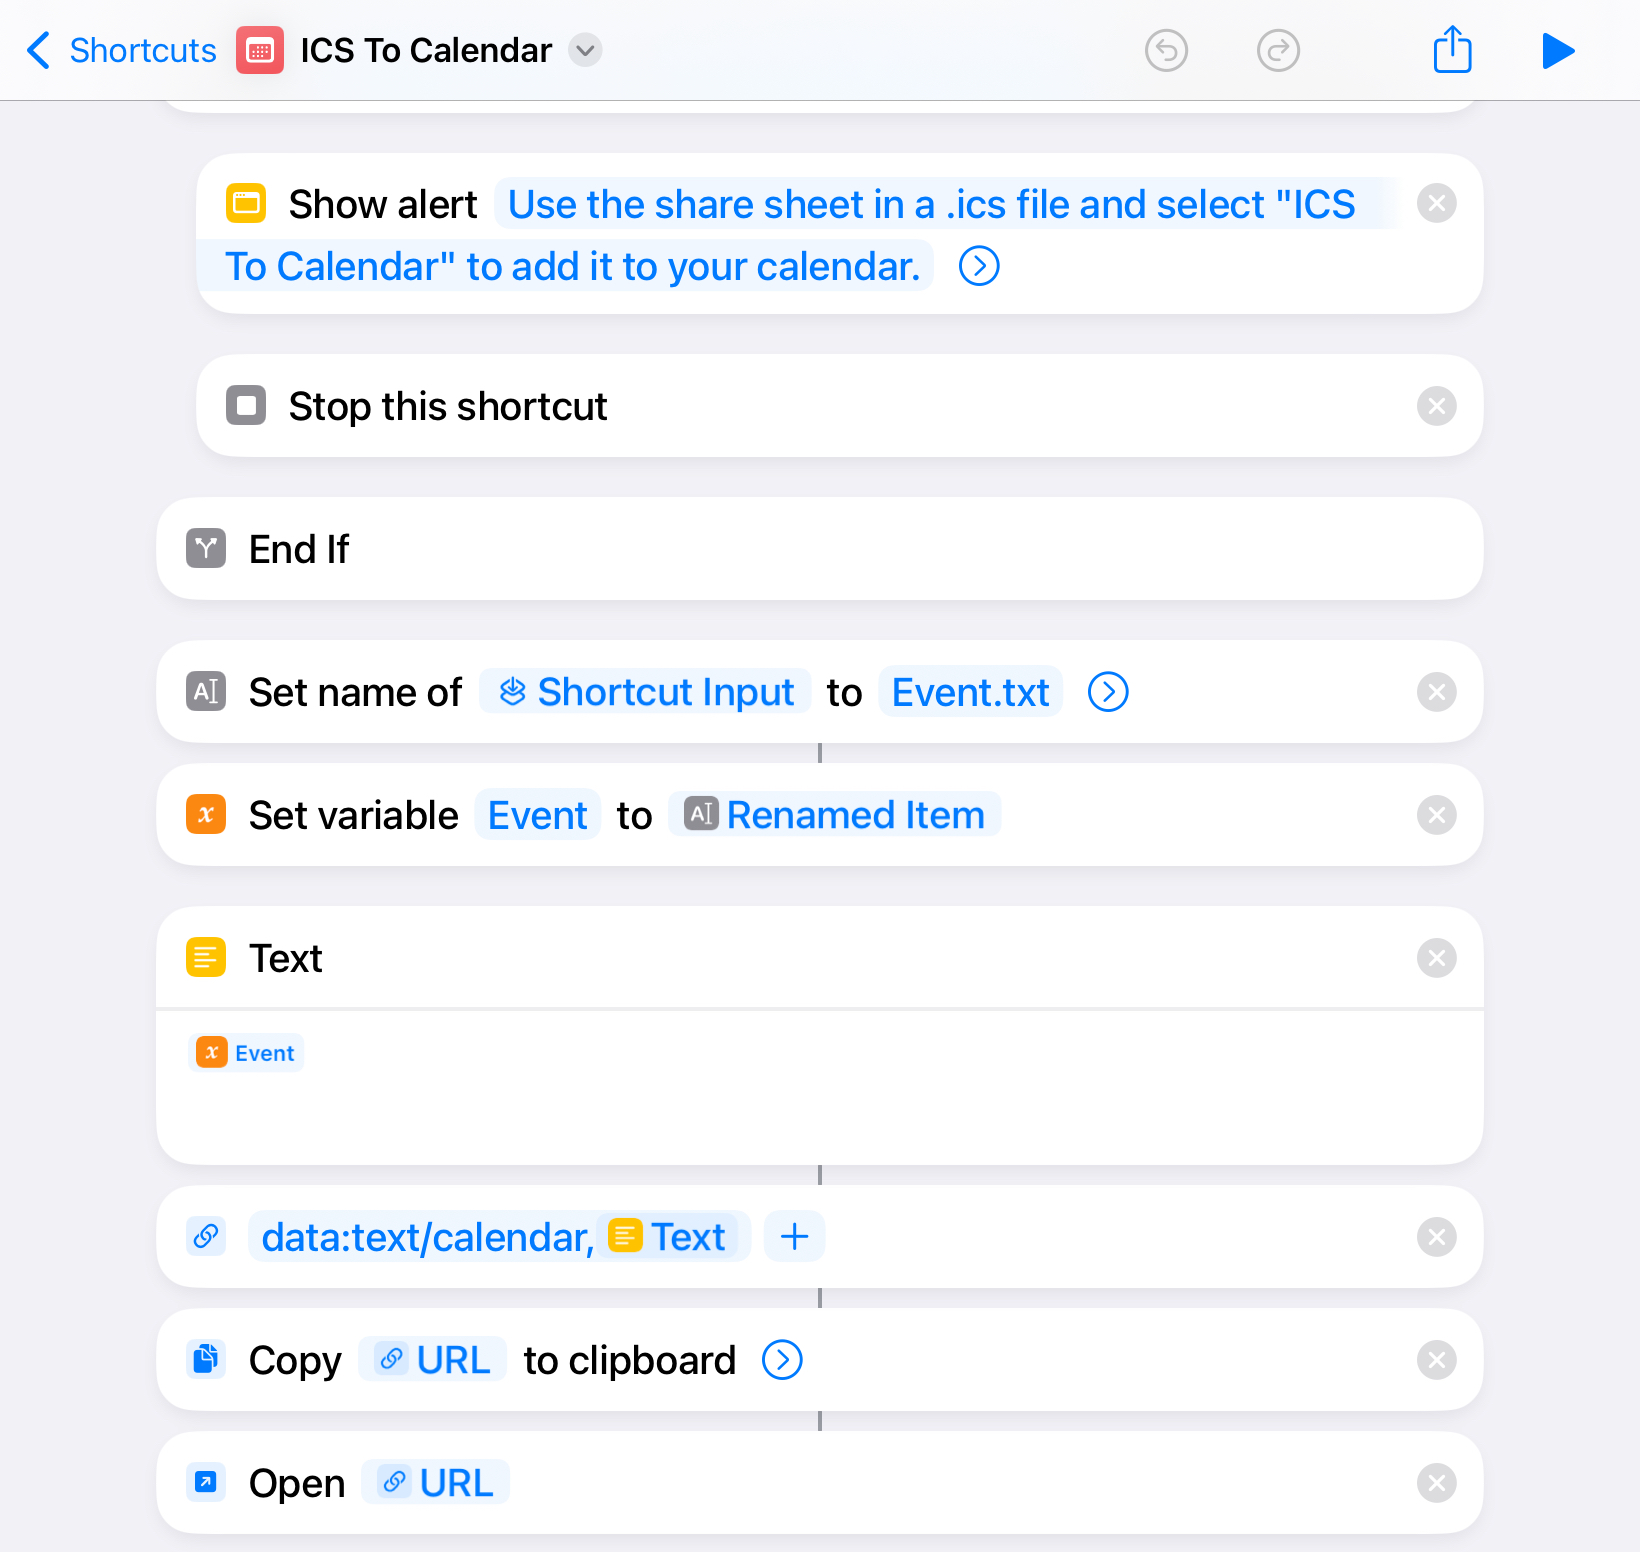 Shortcuts ICS To Calendar
Show alert Use the share sheet in a .ics file and select "ICS
To Calendar" to add it to your calendar.
Stop this shortcut
End If
Set name of Shortcut Input to Event.txt
Set variable Event to Renamed Item
Text
Event
data:text/calendar, Text
Copy URL to clipboard
Open URL